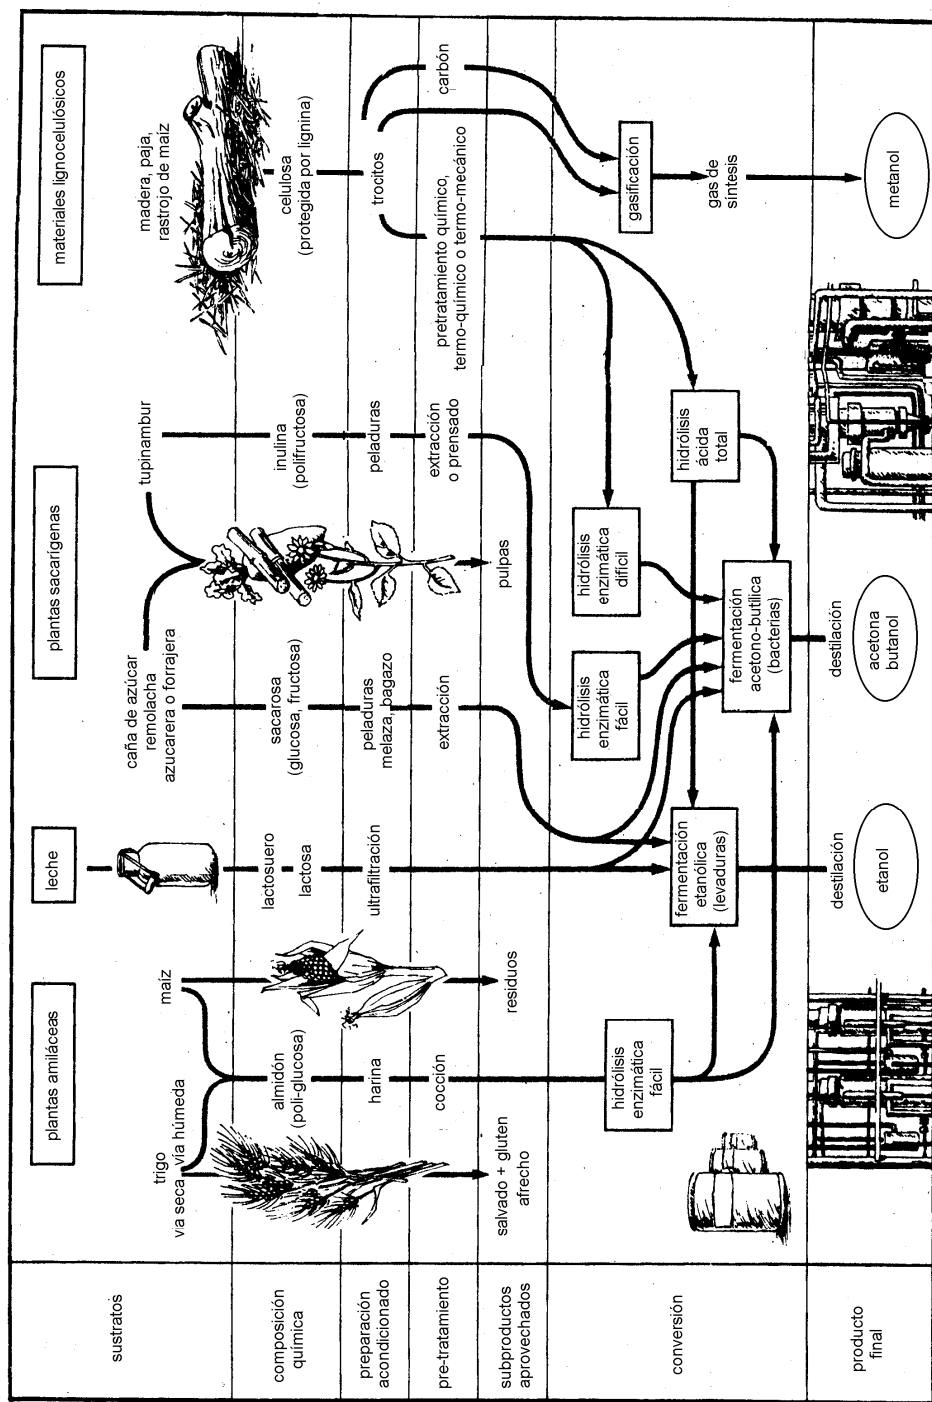 sustratos
plantas amiláceas
leche
plantas sacarígenas
materiales lignocelulósicos
trigo
via seca, vía húmeda
maíz
caña de azúcar
remolacha
azucarera o forrajera
tupinambur
madera, paja,
rastrojo de maíz
composición
química
almidón
(poli-glucosa)
lactosuero
lactosa
sacarosa
(glucosa, fructosa)
inulina
(polifructosa)
celulosa
(protegida por lignina)
preparación
acondicionado
harina
ultrafiltración
peladuras
melaza, bagazo
peladuras
trocitos
pre-tratamiento
cocción
extracción
extracción
o prensado
pretratamiento químico,
termo-químico o termo-mecánico
carbón
subproductos
aprovechados
salvado + gluten
afrecho
residuos
pulpas
conversión
hidrólisis
enzimática
fácil
hidrólisis
enzimática
fácil
hidrólisis
enzimática
difícil
gasificación
fermentación
etanólica
(levaduras)
hidrólisis
ácida
total
gas de
síntesis
fermentación
acetono-butílica
(bacterias)
producto
final
destilación
etanol
destilación
acetona
butanol
metanol